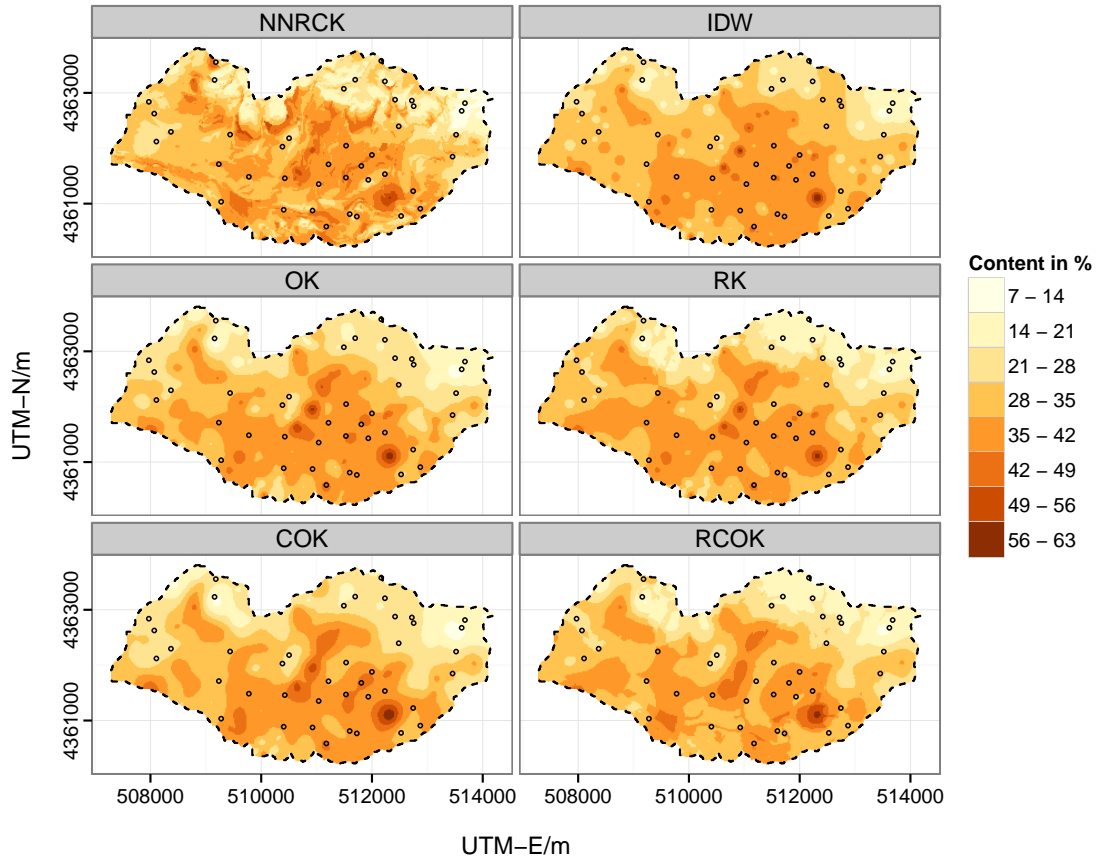 NNRCK
IDW
4363000
4361000
OK
RK
4363000
4361000
UTM−N/m
COK
RCOK
4363000
4361000
508000
510000
512000
514000
508000
510000
512000
514000
UTM−E/m
Content in %
7 − 14
14 − 21
21 − 28
28 − 35
35 − 42
42 − 49
49 − 56
56 − 63